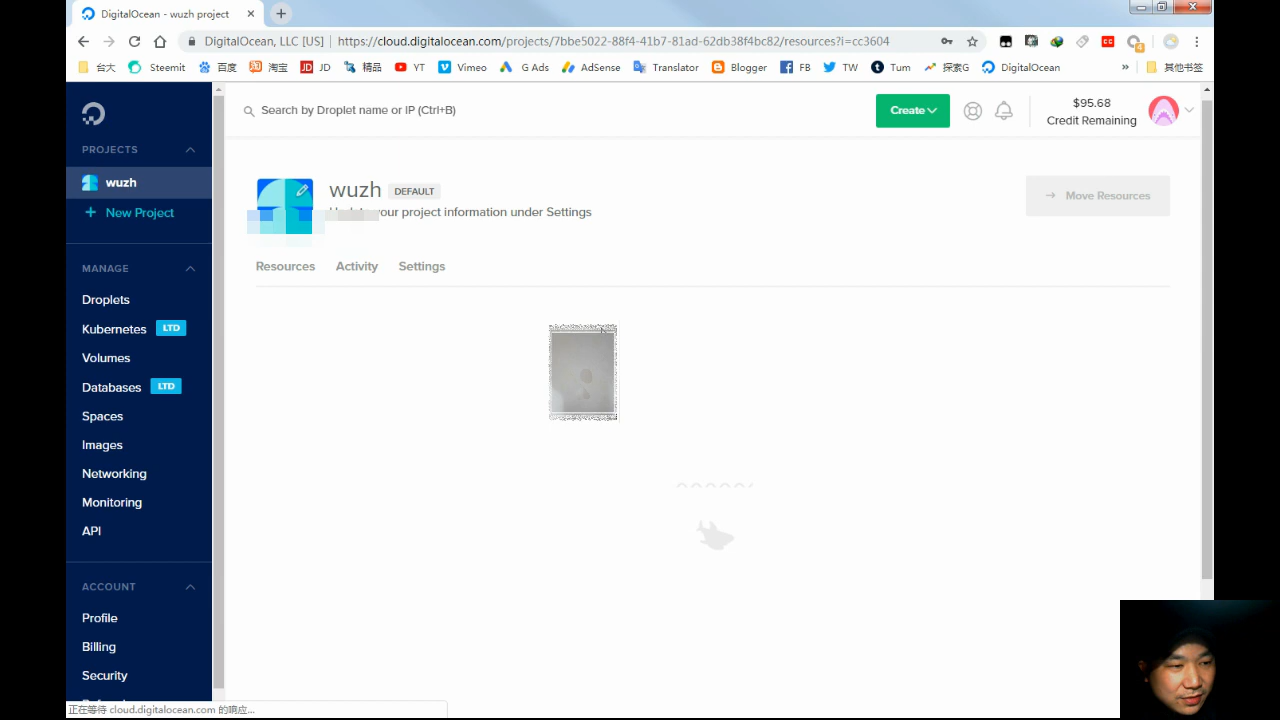 DigitalOcean - wuzh project
DigitalOcean, LLC [US] | https://cloud.digitalocean.com/projects/7bbe5022-88f4-41b7-81ad-62db38f4bc82/resources?i=cc3604
台大 Steemit 百度 淘宝 JD JD 精品 YT Vimeo G Ads AdSense Translator Blogger FB TW Tum 探索G DigitalOcean » 其他书签
Search by Droplet name or IP (Ctrl+B)
Create
$95.68
Credit Remaining
PROJECTS
wuzh
+ New Project
MANAGE
Droplets
Kubernetes LTD
Volumes
Databases LTD
Spaces
Images
Networking
Monitoring
API
ACCOUNT
Profile
Billing
Security
wuzh DEFAULT
your project information under Settings
→ Move Resources
Resources Activity Settings
正在等待 cloud.digitalocean.com 的响应...